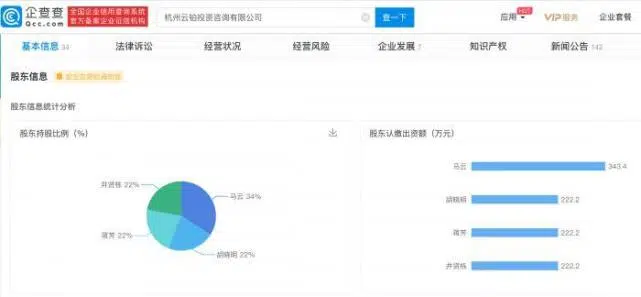 企查查
Qcc.com
全国企业信用查询系统
官方备案企业征信机构
杭州云铂投资咨询有限公司
查一下
应用
HOT
VIP服务
企业套餐
基本信息 34
法律诉讼
经营状况
经营风险
企业发展 7
知识产权
新闻公告 142
股东信息
股东信息统计分析
股东持股比例(%)
股东认缴出资额(万元)
井贤栋 22%
马云 34%
蒋芳 22%
胡晓明 22%
马云
343.4
胡晓明
222.2
蒋芳
222.2
井贤栋
222.2